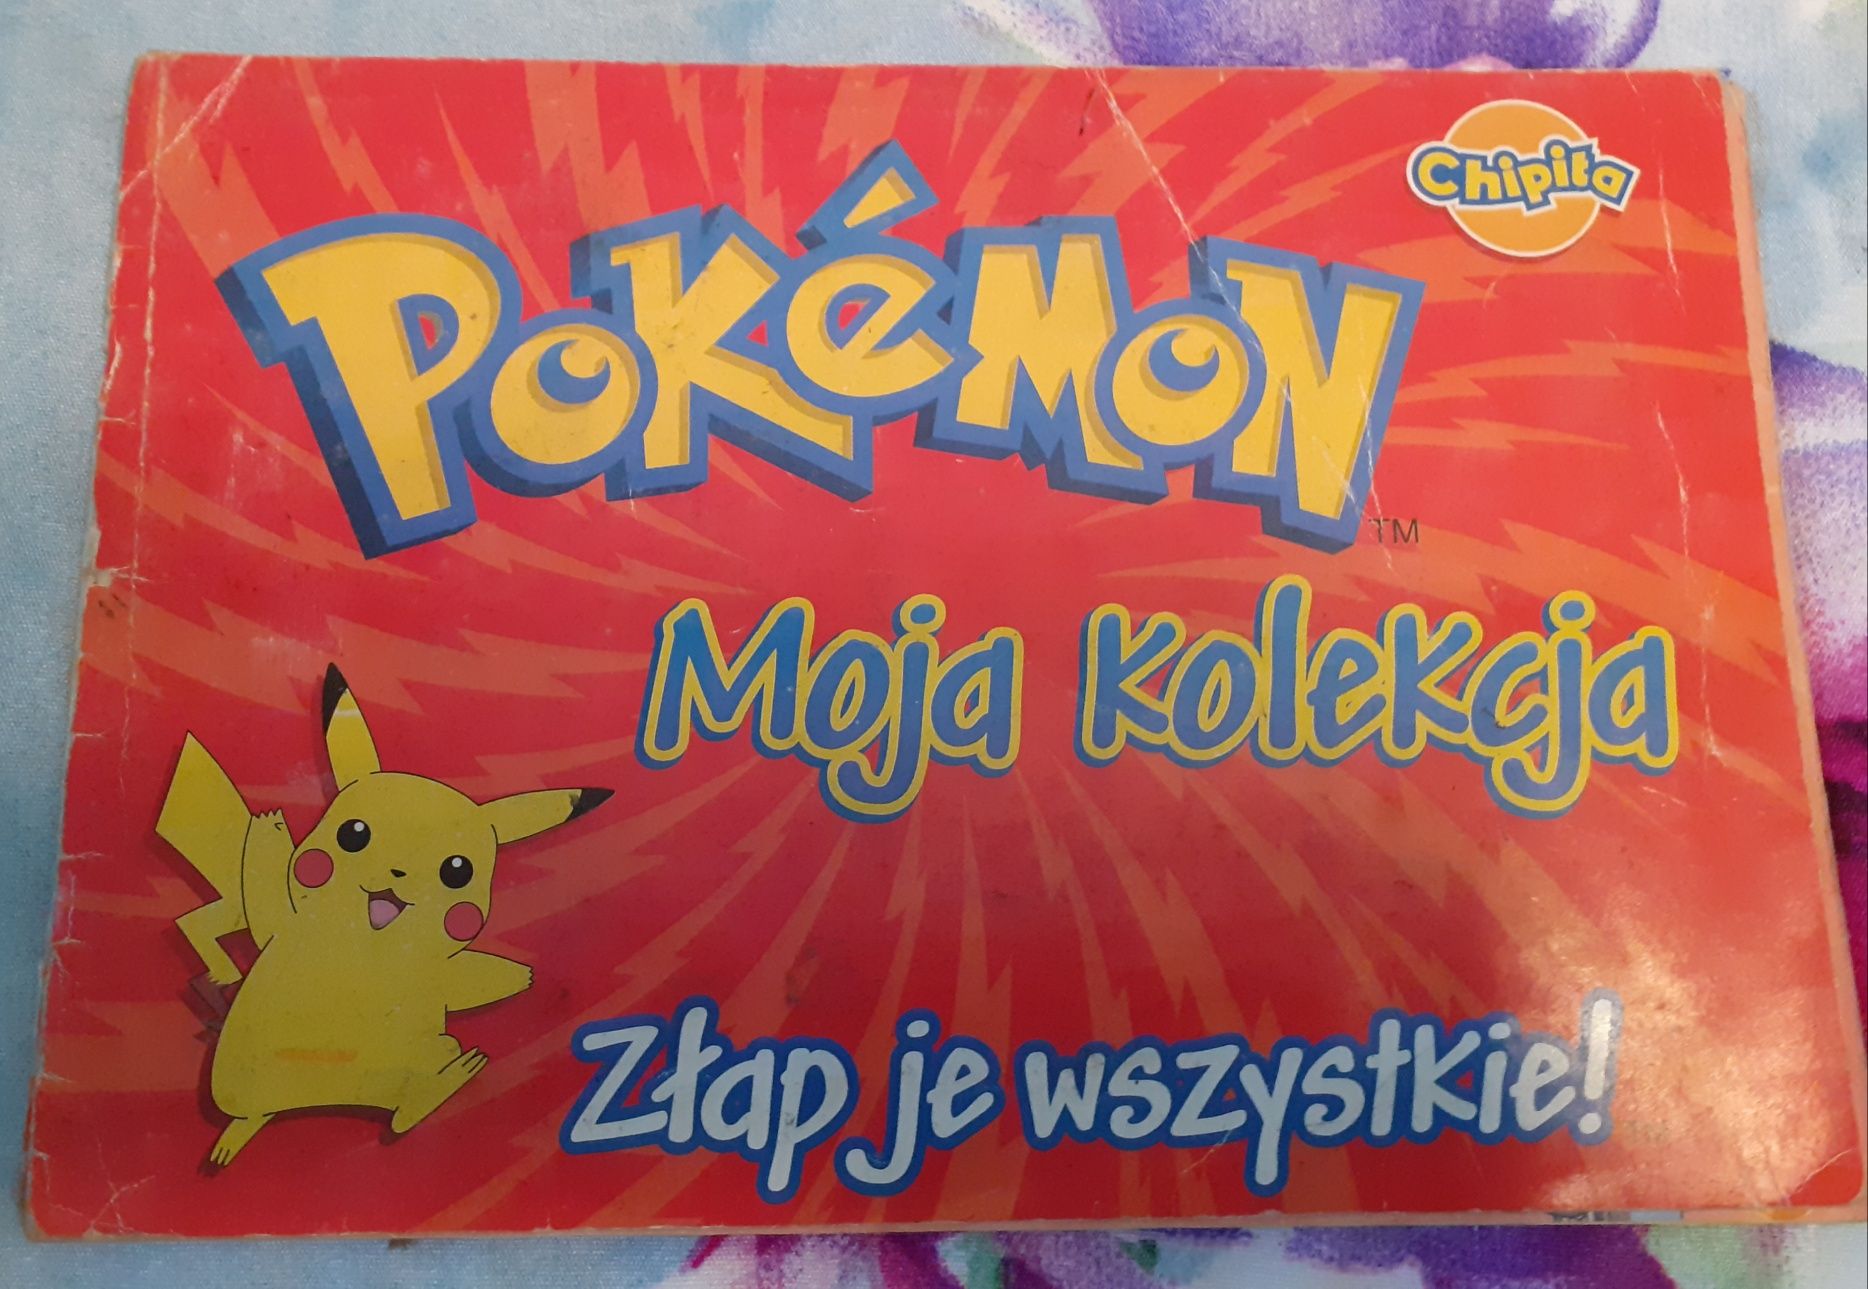 Chipita
POKéMON
TM
Moja kolekcja
Złap je wszystkie!